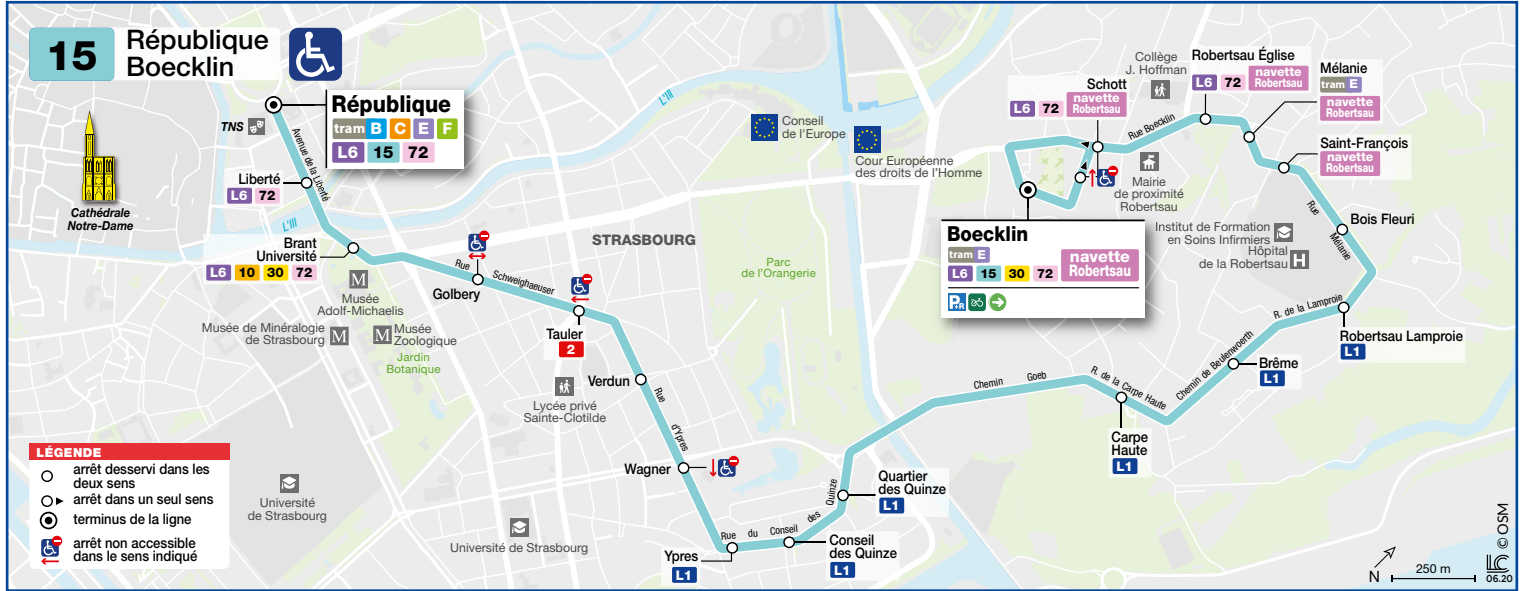 15
République
Boecklin
TNS
République
tram B C E F
L6 15 72
Avenue de la Liberté
Liberté
L6 72
Cathédrale
Notre-Dame
L'Ill
L'Ill
Brant
Université
L6 10 30 72
M
Musée
Adolf-Michaelis
Musée de Minéralogie
de Strasbourg
M
M
Musée
Zoologique
Jardin
Botanique
Golbery
Rue Schweighaeuser
Tauler
2
STRASBOURG
Verdun
Lycée privé
Sainte-Clotilde
Rue d'Ypres
Wagner
Ypres
L1
Rue du Conseil des Quinze
Conseil
des Quinze
L1
Quartier
des Quinze
L1
Université
de Strasbourg
Université de Strasbourg
Parc
de l'Orangerie
Conseil
de l'Europe
Cour Européenne
des droits de l'Homme
Chemin Goeb
R. de la Carpe Haute
Carpe
Haute
L1
Chemin de Beulenwoerth
Brême
L1
R. de la Lamproie
Robertsau Lamproie
L1
Rue Mélanie
Bois Fleuri
Institut de Formation
en Soins Infirmiers
Hôpital
de la Robertsau
H
Saint-François
navette
Robertsau
Mélanie
tram E
navette
Robertsau
Robertsau Église
L6 72 navette
Robertsau
Collège
J. Hoffman
Rue Boecklin
Schott
L6 72 navette
Robertsau
Mairie
de proximité
Robertsau
Boecklin
tram E
L6 15 30 72 navette
Robertsau
P+R
LÉGENDE
arrêt desservi dans les
deux sens
arrêt dans un seul sens
terminus de la ligne
arrêt non accessible
dans le sens indiqué
N
250 m
LC
06.20
© OSM